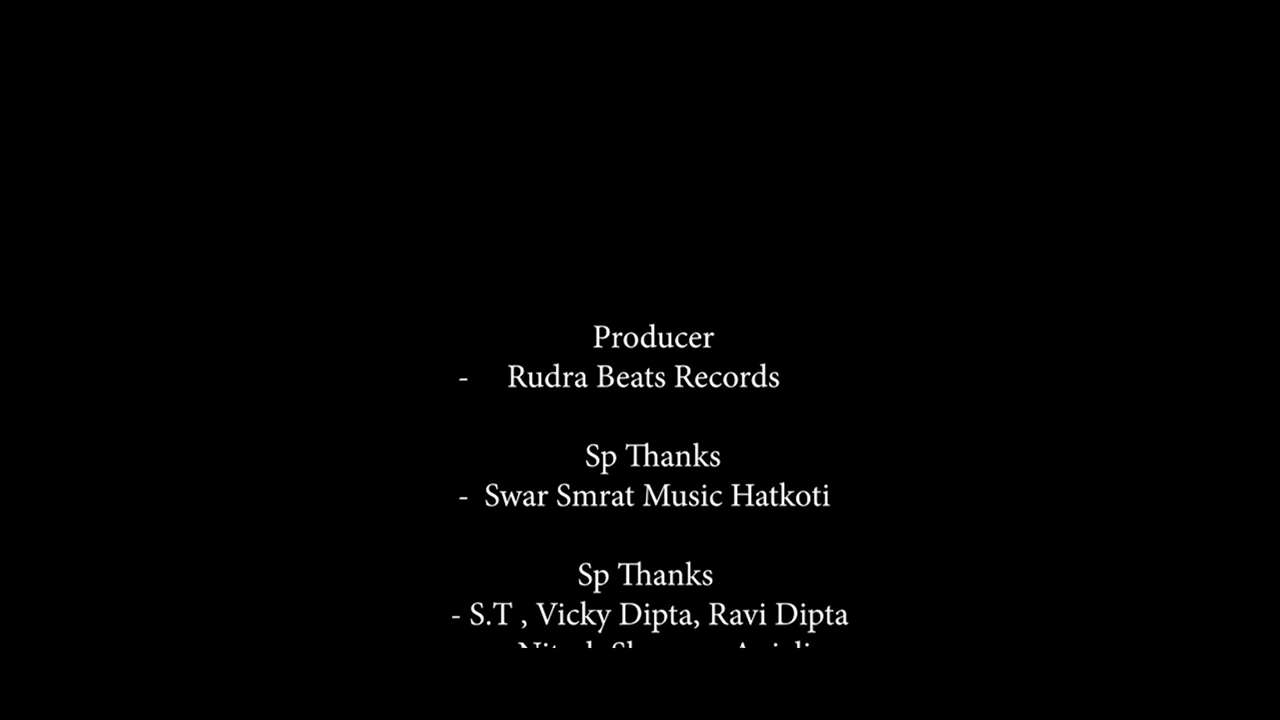 Producer
- Rudra Beats Records
Sp Thanks
- Swar Smrat Music Hatkoti
Sp Thanks
- S.T , Vicky Dipta, Ravi Dipta